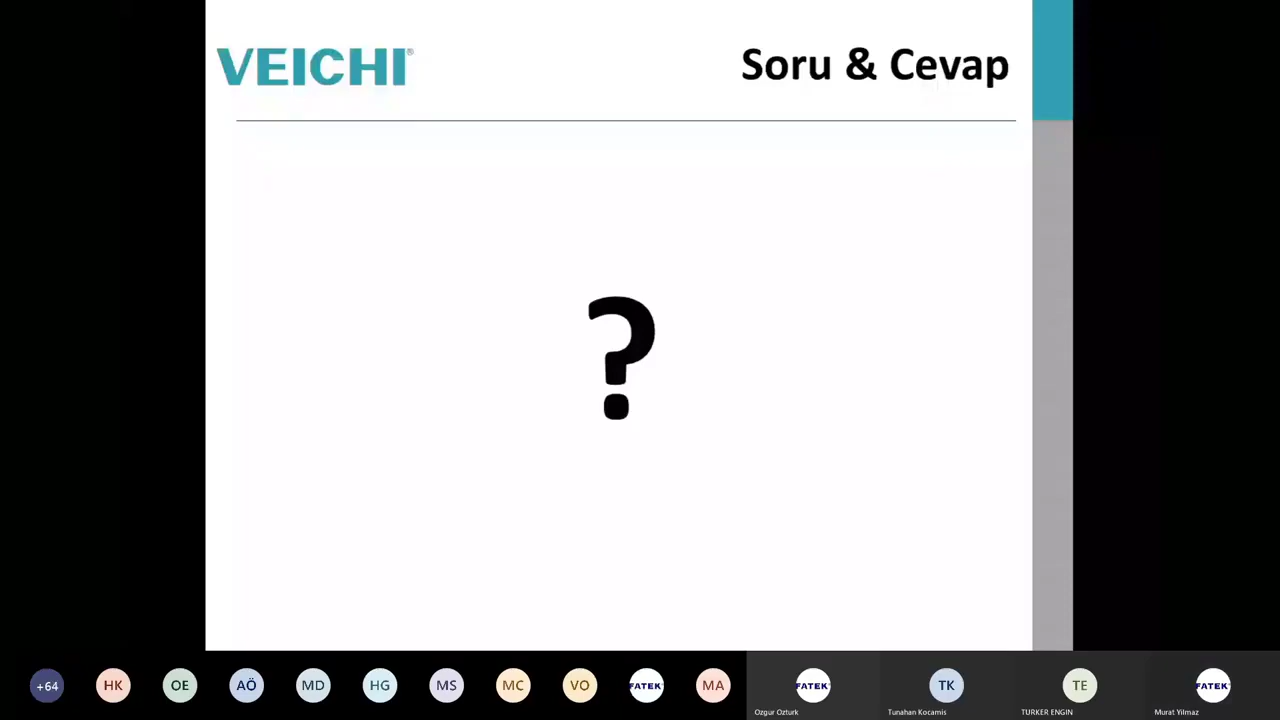 VEICHI®
Soru & Cevap
?
+64
HK
OE
AÖ
MD
HG
MS
MC
VO
FATEK
MA
FATEK
Ozgur Ozturk
TK
Tunahan Kocamis
TE
TURKER ENGIN
FATEK
Murat Yilmaz